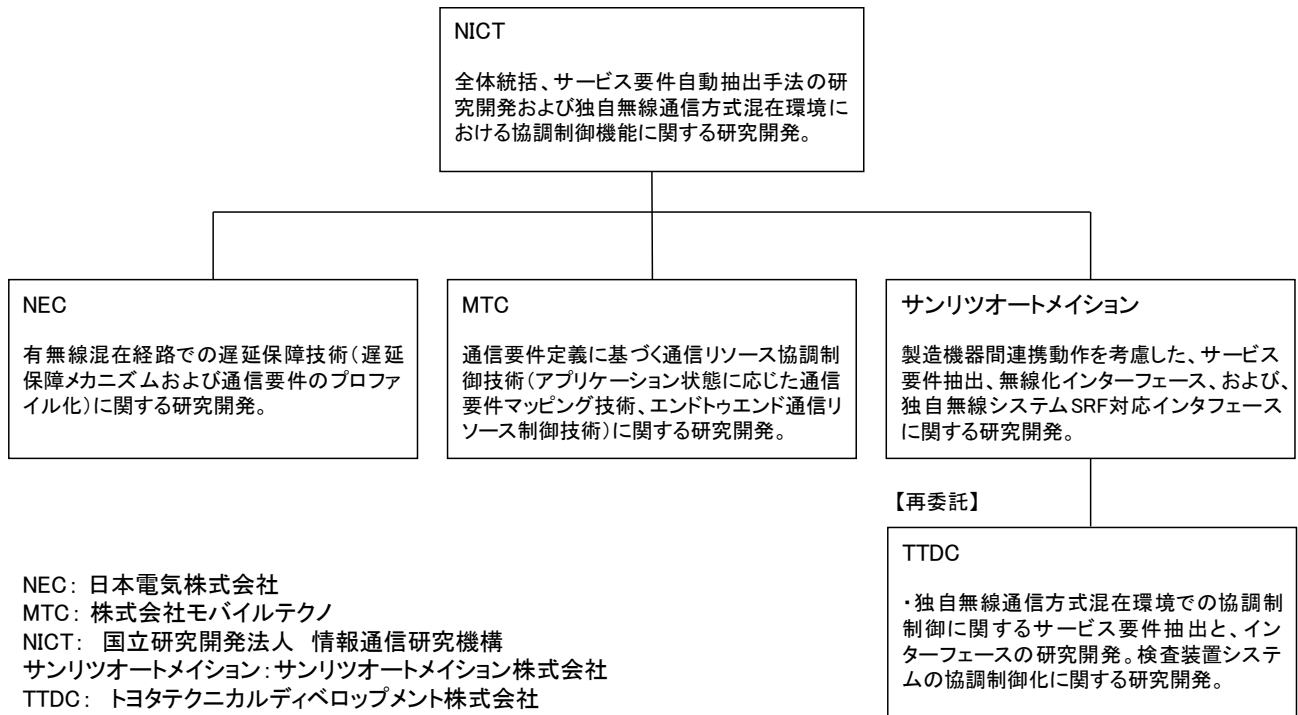 NICT
全体統括、サービス要件自動抽出手法の研
究開発および独自無線通信方式混在環境に
おける協調制御機能に関する研究開発。
NEC
有無線混在経路での遅延保障技術(遅延
保障メカニズムおよび通信要件のプロファ
イル化)に関する研究開発。
MTC
通信要件定義に基づく通信リソース協調制
御技術(アプリケーション状態に応じた通信
要件マッピング技術、エンドトゥエンド通信リ
ソース制御技術)に関する研究開発。
サンリツオートメイション
製造機器間連携動作を考慮した、サービス
要件抽出、無線化インターフェース、および、
独自無線システムSRF対応インタフェース
に関する研究開発。
【再委託】
TTDC
・独自無線通信方式混在環境での協調制
制御に関するサービス要件抽出と、イン
ターフェースの研究開発。検査装置システ
ムの協調制御化に関する研究開発。
NEC: 日本電気株式会社
MTC: 株式会社モバイルテクノ
NICT: 国立研究開発法人 情報通信研究機構
サンリツオートメイション:サンリツオートメイション株式会社
TTDC: トヨタテクニカルディベロップメント株式会社